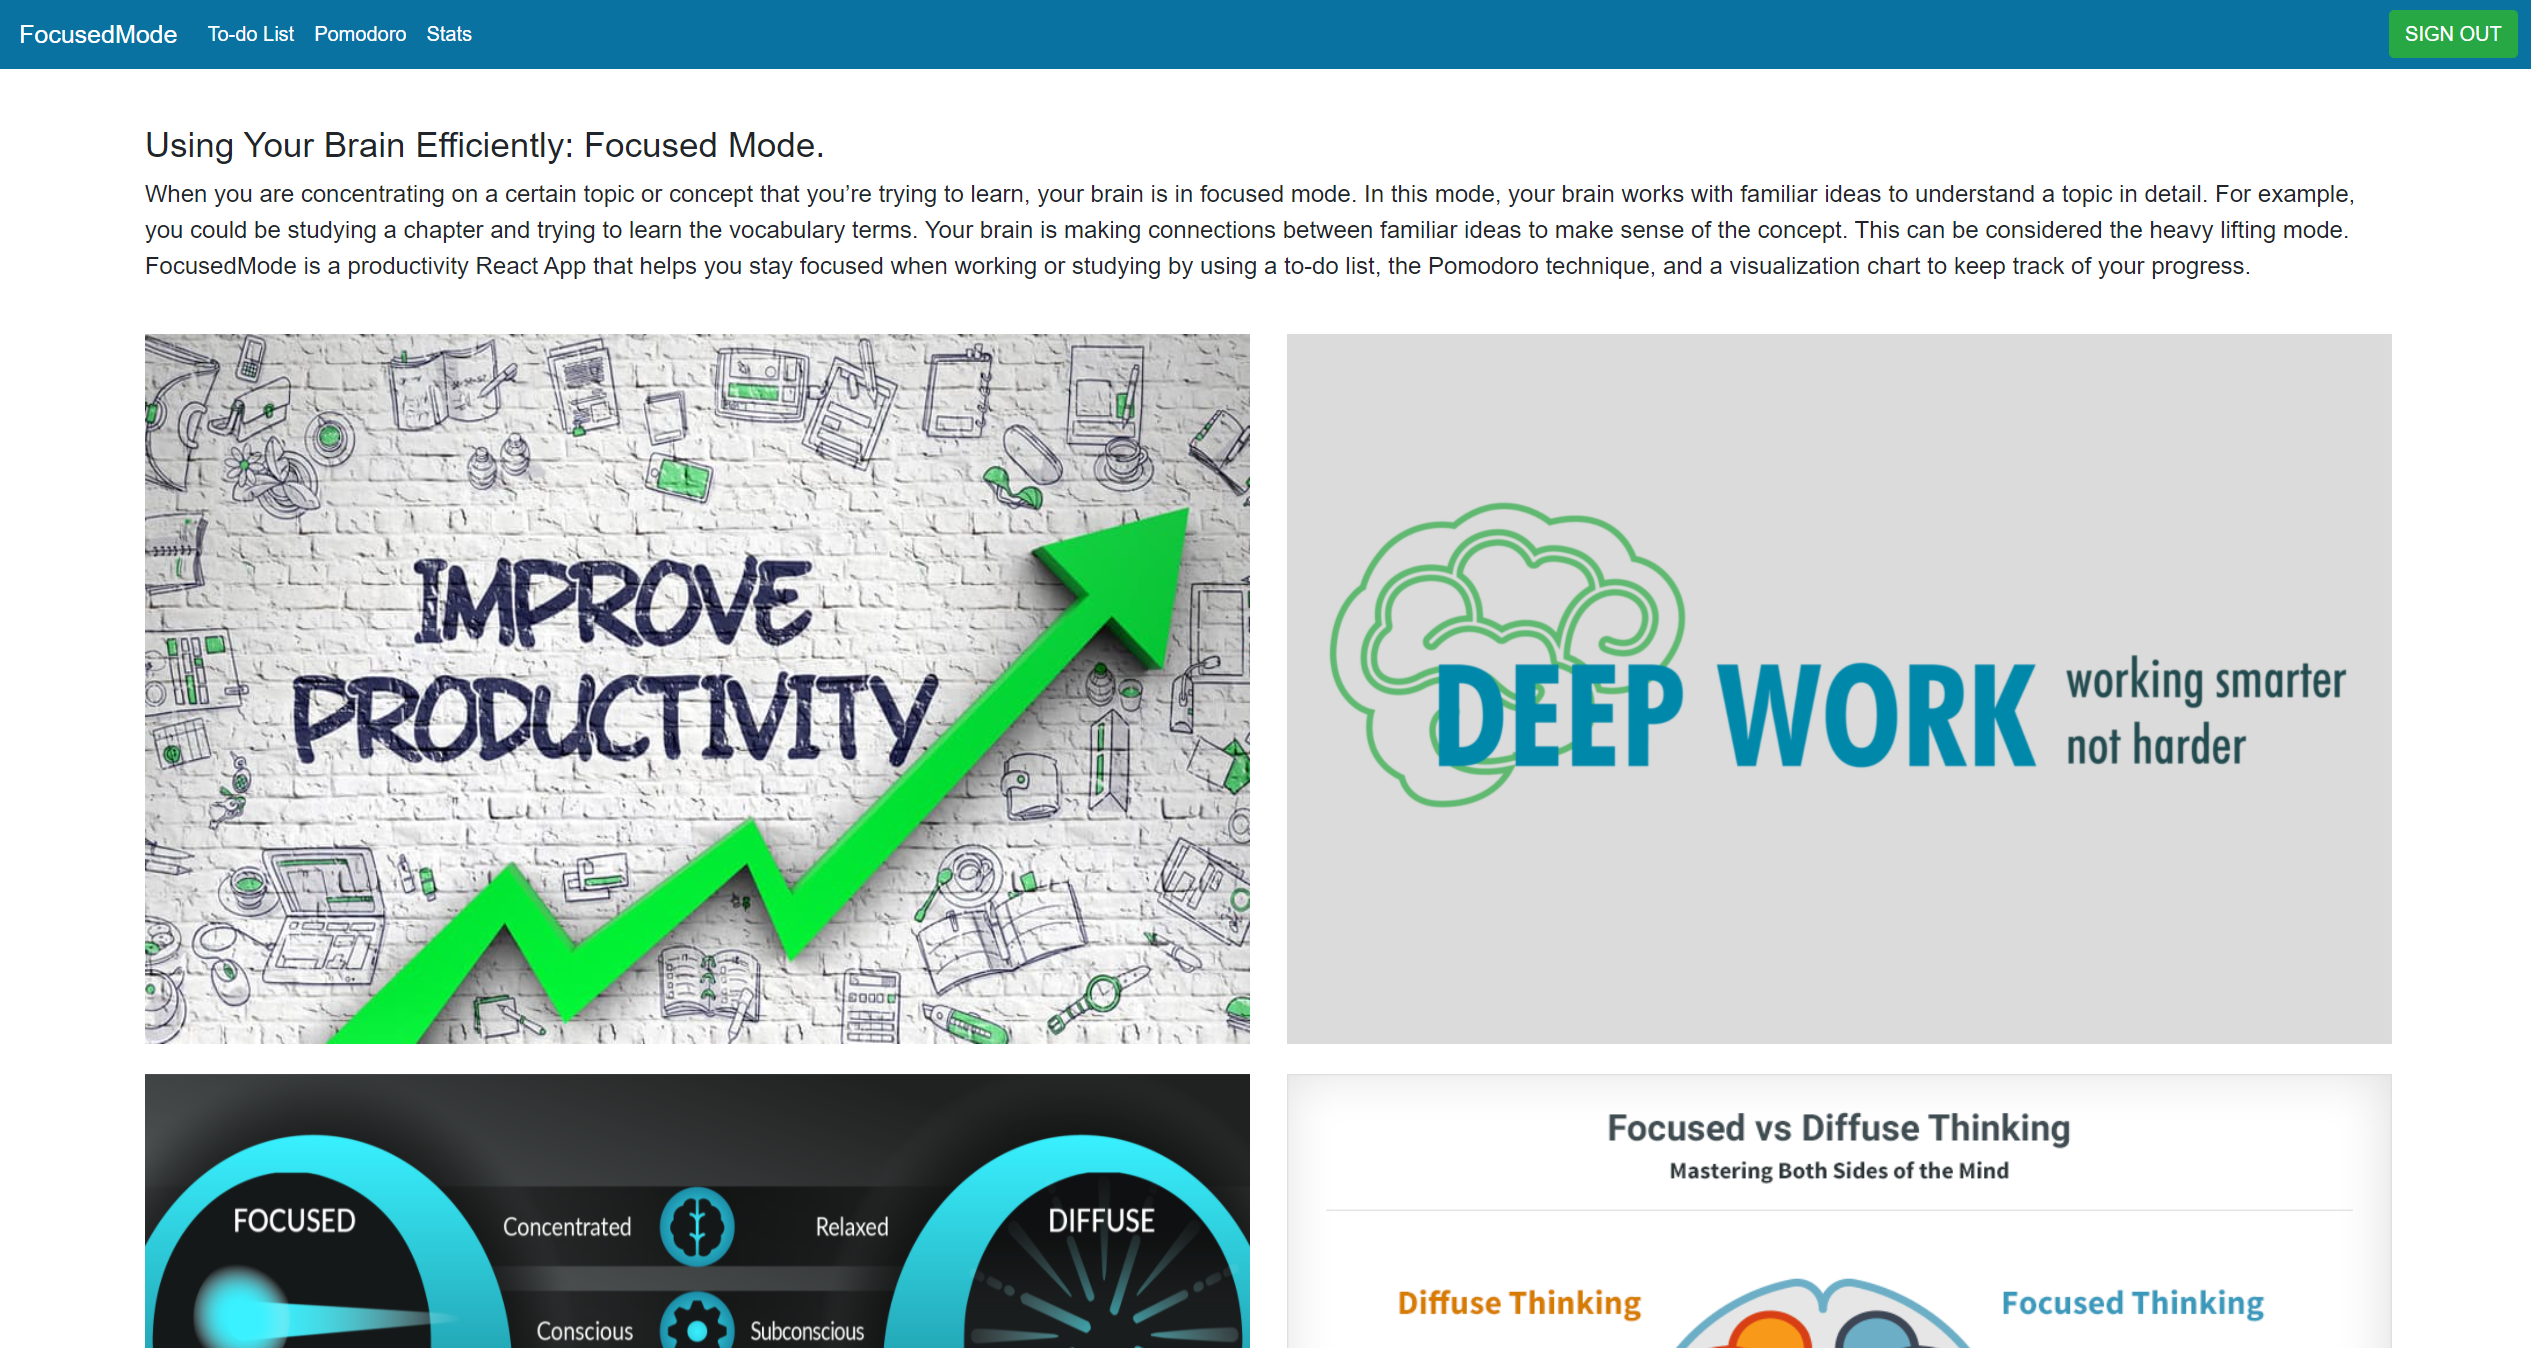 FocusedMode To-do List Pomodoro Stats SIGN OUT
Using Your Brain Efficiently: Focused Mode.
When you are concentrating on a certain topic or concept that you’re trying to learn, your brain is in focused mode. In this mode, your brain works with familiar ideas to understand a topic in detail. For example,
you could be studying a chapter and trying to learn the vocabulary terms. Your brain is making connections between familiar ideas to make sense of the concept. This can be considered the heavy lifting mode.
FocusedMode is a productivity React App that helps you stay focused when working or studying by using a to-do list, the Pomodoro technique, and a visualization chart to keep track of your progress.
IMPROVE
PRODUCTIVITY
DEEP WORK
working smarter
not harder
FOCUSED
Concentrated Relaxed
DIFFUSE
Conscious Subconscious
Focused vs Diffuse Thinking
Mastering Both Sides of the Mind
Diffuse Thinking
Focused Thinking